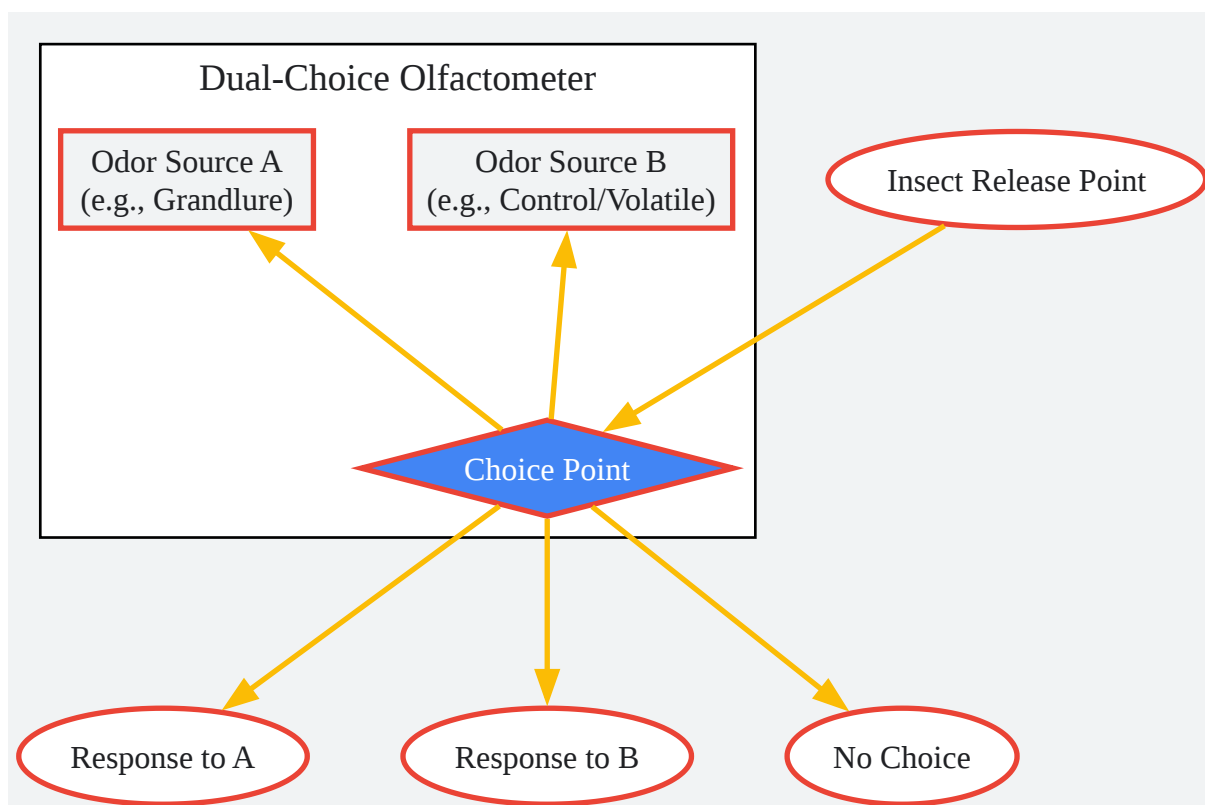 Dual-Choice Olfactometer
Odor Source A
(e.g., Grandlure)
Odor Source B
(e.g., Control/Volatile)
Insect Release Point
Choice Point
Response to A
Response to B
No Choice